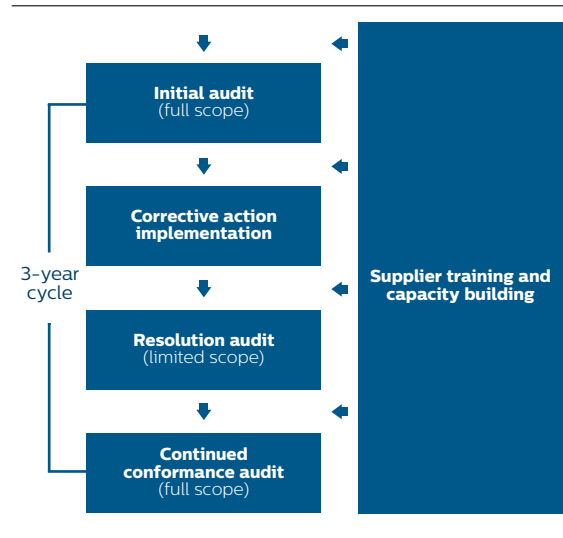 Initial audit
(full scope)
Corrective action
implementation
3-year
cycle
Supplier training and
capacity building
Resolution audit
(limited scope)
Continued
conformance audit
(full scope)